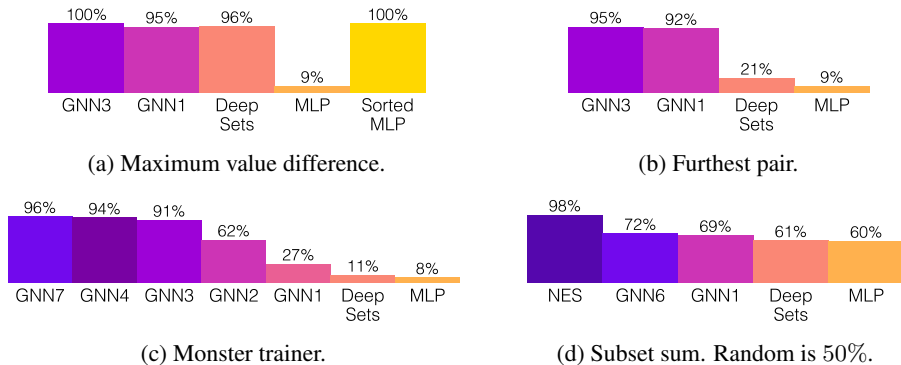 100% 95% 96% 9% 100%
GNN3 GNN1 Deep Sets MLP Sorted MLP
(a) Maximum value difference.
95% 92% 21% 9%
GNN3 GNN1 Deep Sets MLP
(b) Furthest pair.
96% 94% 91% 62% 27% 11% 8%
GNN7 GNN4 GNN3 GNN2 GNN1 Deep Sets MLP
(c) Monster trainer.
98% 72% 69% 61% 60%
NES GNN6 GNN1 Deep Sets MLP
(d) Subset sum. Random is 50%.